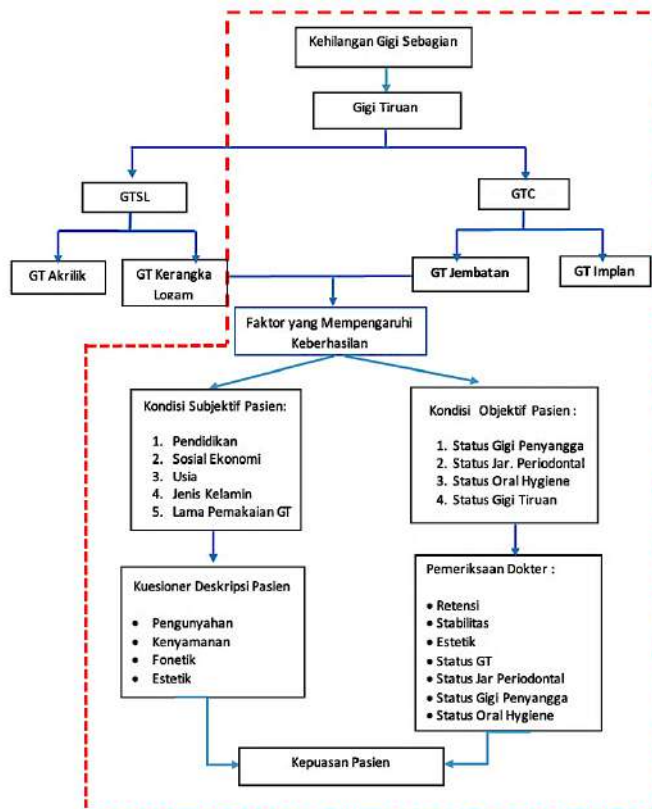 Kehilangan Gigi Sebagian
Gigi Tiruan
GTSL
GTC
GT Akrilik
GT Kerangka
Logam
GT Jembatan
GT Implan
Faktor yang Mempengaruhi
Keberhasilan
Kondisi Subjektif Pasien:
1. Pendidikan
2. Sosial Ekonomi
3. Usia
4. Jenis Kelamin
5. Lama Pemakaian GT
Kondisi Objektif Pasien :
1. Status Gigi Penyangga
2. Status Jar. Periodontal
3. Status Oral Hygiene
4. Status Gigi Tiruan
Kuesioner Deskripsi Pasien
• Pengunyahan
• Kenyamanan
• Fonetik
• Estetik
Pemeriksaan Dokter :
• Retensi
• Stabilitas
• Estetik
• Status GT
• Status Jar Periodontal
• Status Gigi Penyangga
• Status Oral Hygiene
Kepuasan Pasien